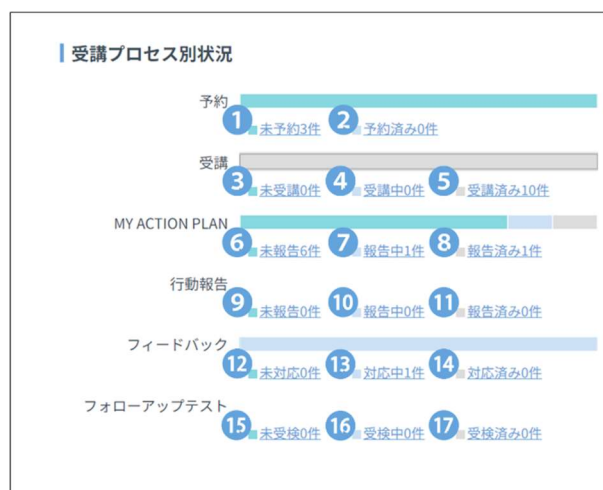 受講プロセス別状況
予約
1 未予約3件 2 予約済み0件
受講
3 未受講0件 4 受講中0件 5 受講済み10件
MY ACTION PLAN
6 未報告6件 7 報告中1件 8 報告済み1件
行動報告
9 未報告0件 10 報告中0件 11 報告済み0件
フィードバック
12 未対応0件 13 対応中1件 14 対応済み0件
フォローアップテスト
15 未受検0件 16 受検中0件 17 受検済み0件